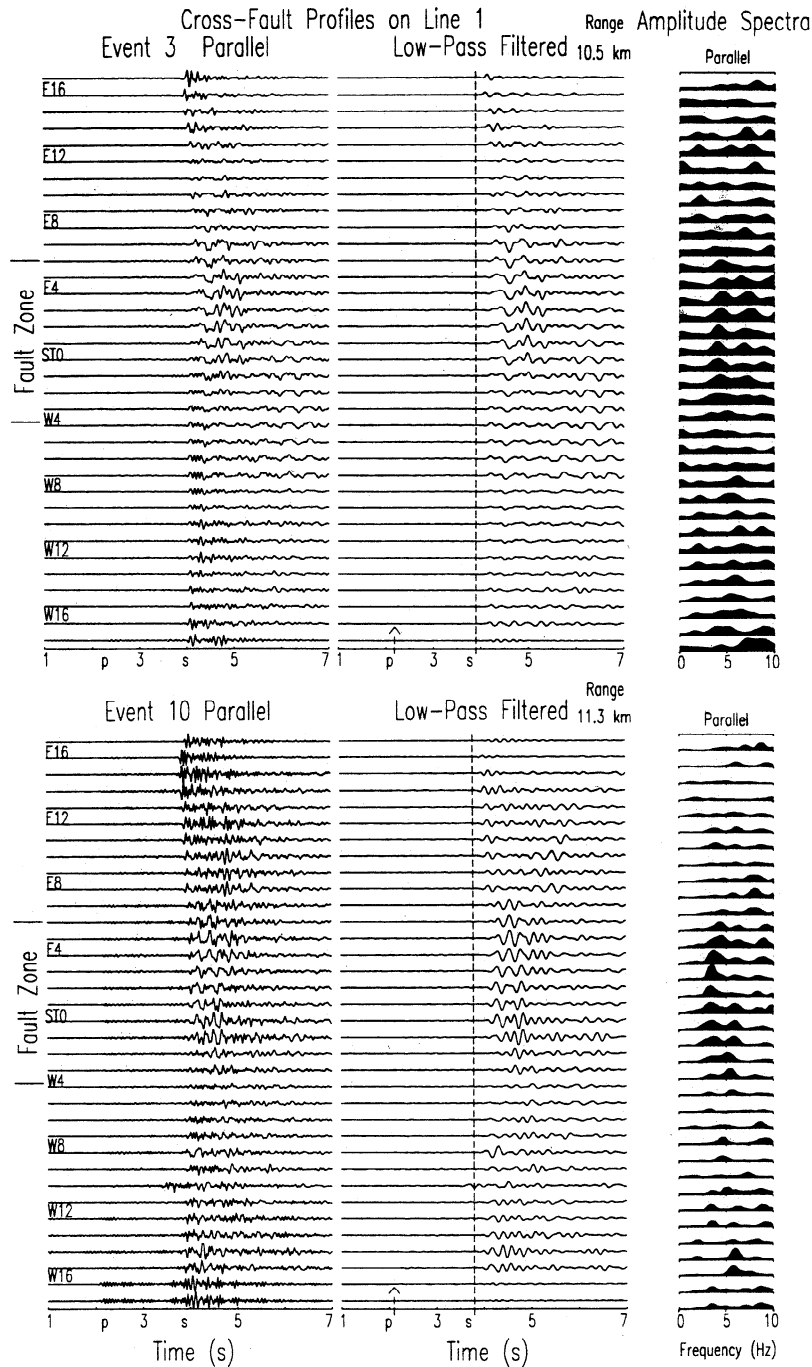 Cross-Fault Profiles on Line 1
Range Amplitude Spectra
Event 3 Parallel
Low-Pass Filtered 10.5 km
Parallel
E16
E12
E8
E4
ST0
W4
W8
W12
W16
Fault Zone
1 p 3 s 5 7
1 p 3 s 5 7
0 5 10
Range
Event 10 Parallel
Low-Pass Filtered 11.3 km
Parallel
E16
E12
E8
E4
ST0
W4
W8
W12
W16
Fault Zone
1 p 3 s 5 7
1 p 3 s 5 7
0 5 10
Time (s)
Time (s)
Frequency (Hz)